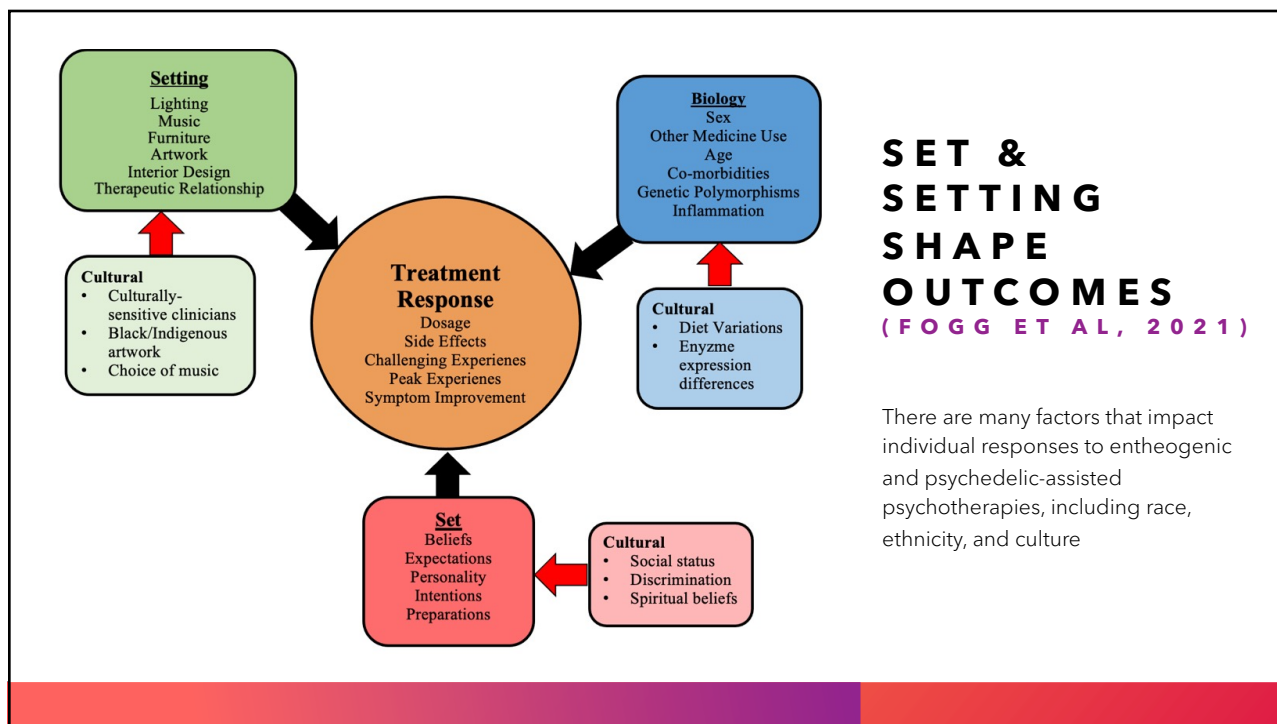 Setting
Lighting
Music
Furniture
Artwork
Interior Design
Therapeutic Relationship
Cultural
• Culturally-
sensitive clinicians
• Black/Indigenous
artwork
• Choice of music
Biology
Sex
Other Medicine Use
Age
Co-morbidities
Genetic Polymorphisms
Inflammation
Cultural
• Diet Variations
• Enyzme
expression
differences
Treatment
Response
Dosage
Side Effects
Challenging Experienes
Peak Experienes
Symptom Improvement
Set
Beliefs
Expectations
Personality
Intentions
Preparations
Cultural
• Social status
• Discrimination
• Spiritual beliefs
SET &
SETTING
SHAPE
OUTCOMES
(FOGG ET AL, 2021)
There are many factors that impact
individual responses to entheogenic
and psychedelic-assisted
psychotherapies, including race,
ethnicity, and culture